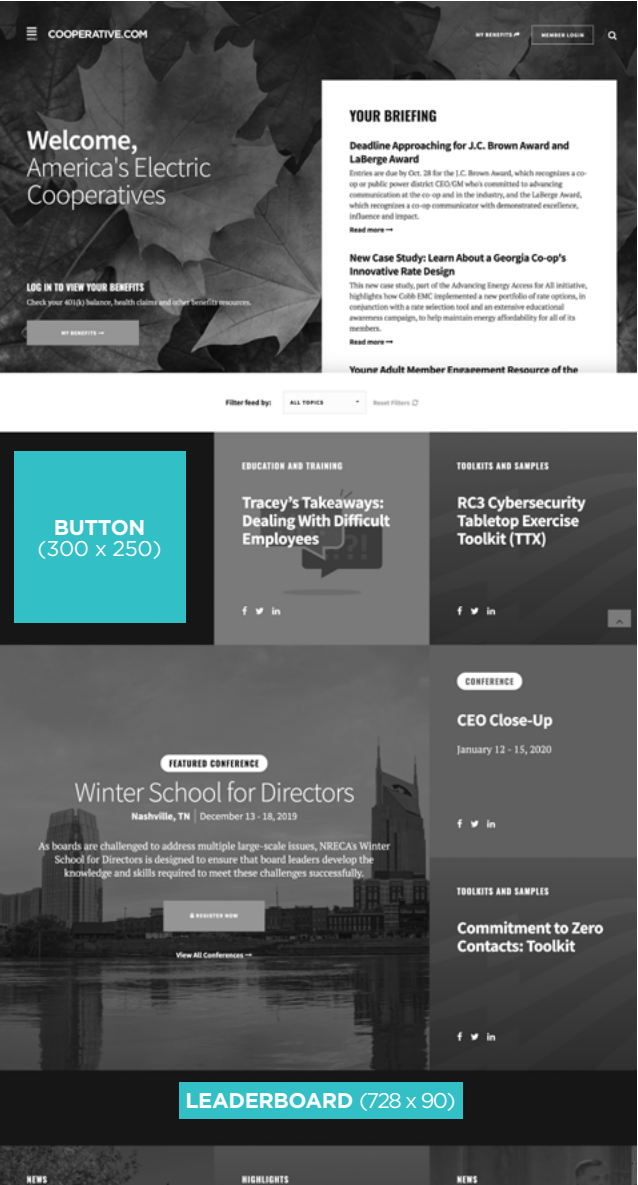 MENU
COOPERATIVE.COM
MY BENEFITS
MEMBER LOGIN
Welcome,
America's Electric
Cooperatives
LOG IN TO VIEW YOUR BENEFITS
Check your 401(k) balance, health claims and other benefits resources.
MY BENEFITS
YOUR BRIEFING
Deadline Approaching for J.C. Brown Award and
LaBerge Award
Entries are due by Oct. 28 for the J.C. Brown Award, which recognizes a co-
op or public power district CEO/GM who's committed to advancing
communication at the co-op and in the industry, and the LaBerge Award,
which recognizes a co-op communicator with demonstrated excellence,
influence and impact.
Read more
New Case Study: Learn About a Georgia Co-op's
Innovative Rate Design
This new case study, part of the Advancing Energy Access for All initiative,
highlights how Cobb EMC implemented a new portfolio of rate options, in
conjunction with a rate selection tool and an extensive educational
awareness campaign, to help maintain energy affordability for all of its
members.
Read more
Young Adult Member Engagement Resource of the
Filter feed by:
ALL TOPICS
Reset Filters
BUTTON
(300 x 250)
EDUCATION AND TRAINING
Tracey's Takeaways:
Dealing With Difficult
Employees
?!
f in
TOOLKITS AND SAMPLES
RC3 Cybersecurity
Tabletop Exercise
Toolkit (TTX)
f in
FEATURED CONFERENCE
Winter School for Directors
Nashville, TN | December 13 - 18, 2019
As boards are challenged to address multiple large-scale issues, NRECA's Winter
School for Directors is designed to ensure that board leaders develop the
knowledge and skills required to meet these challenges successfully.
REGISTER NOW
View All Conferences
CONFERENCE
CEO Close-Up
January 12 - 15, 2020
f in
TOOLKITS AND SAMPLES
Commitment to Zero
Contacts: Toolkit
f in
LEADERBOARD (728 x 90)
NEWS
HIGHLIGHTS
NEWS